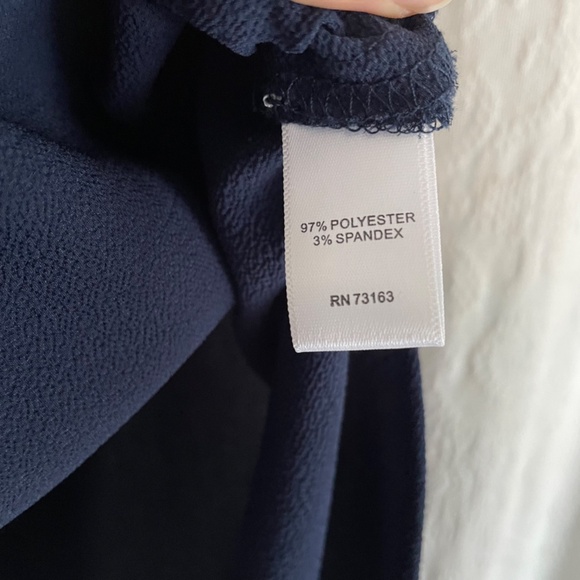 97% POLYESTER
3% SPANDEX
RN 73163